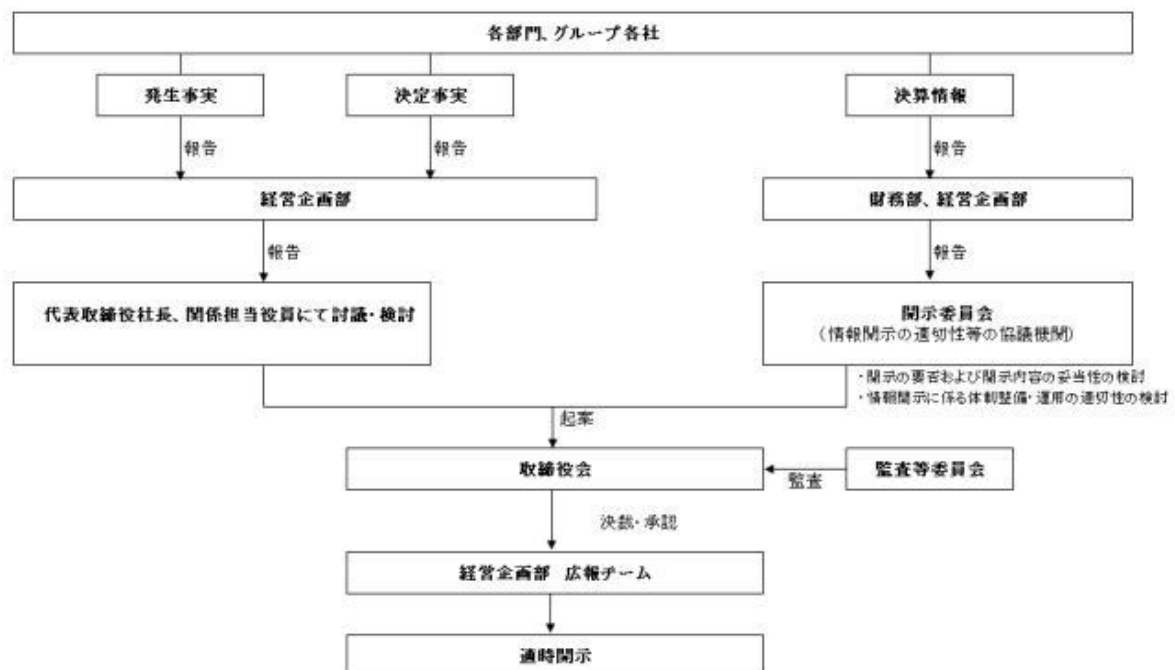 各部門、グループ各社
発生事実
決定事実
決算情報
報告
報告
報告
経営企画部
財務部、経営企画部
報告
報告
代表取締役社長、関係担当役員にて討議・検討
開示委員会
（情報開示の適切性等の協議機関）
・開示の要否および開示内容の妥当性の検討
・情報開示に係る体制整備・運用の適切性の検討
起案
取締役会
監査等委員会
監査
決裁・承認
経営企画部　広報チーム
適時開示